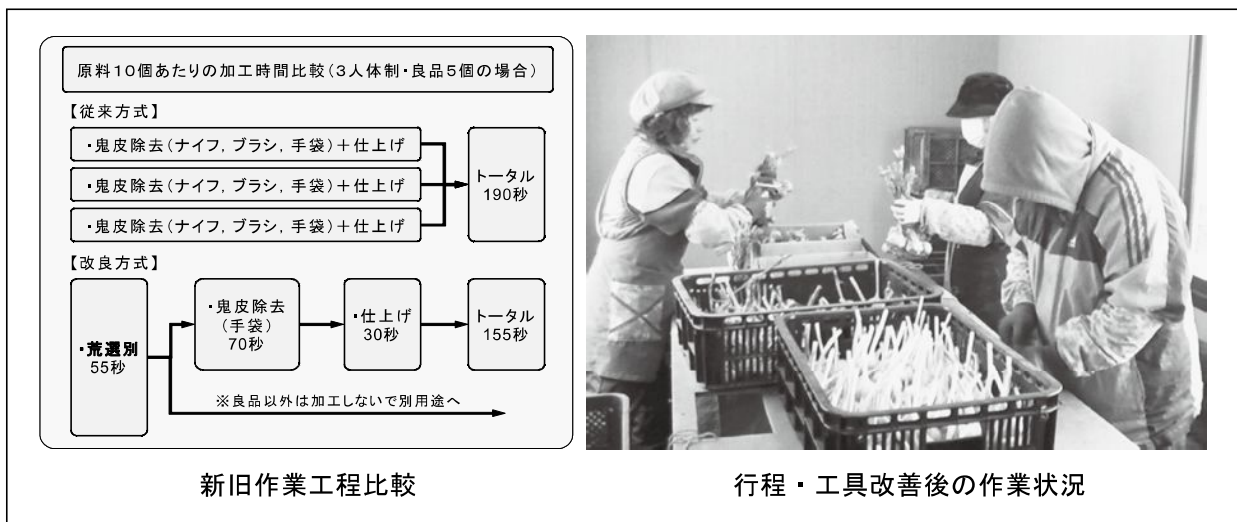 原料10個あたりの加工時間比較(3人体制・良品5個の場合)
【従来方式】
・鬼皮除去(ナイフ, ブラシ, 手袋)+仕上げ
・鬼皮除去(ナイフ, ブラシ, 手袋)+仕上げ
・鬼皮除去(ナイフ, ブラシ, 手袋)+仕上げ
トータル
190秒
【改良方式】
・荒選別
55秒
・鬼皮除去
(手袋)
70秒
・仕上げ
30秒
トータル
155秒
※良品以外は加工しないで別用途へ
新旧作業工程比較
行程・工具改善後の作業状況